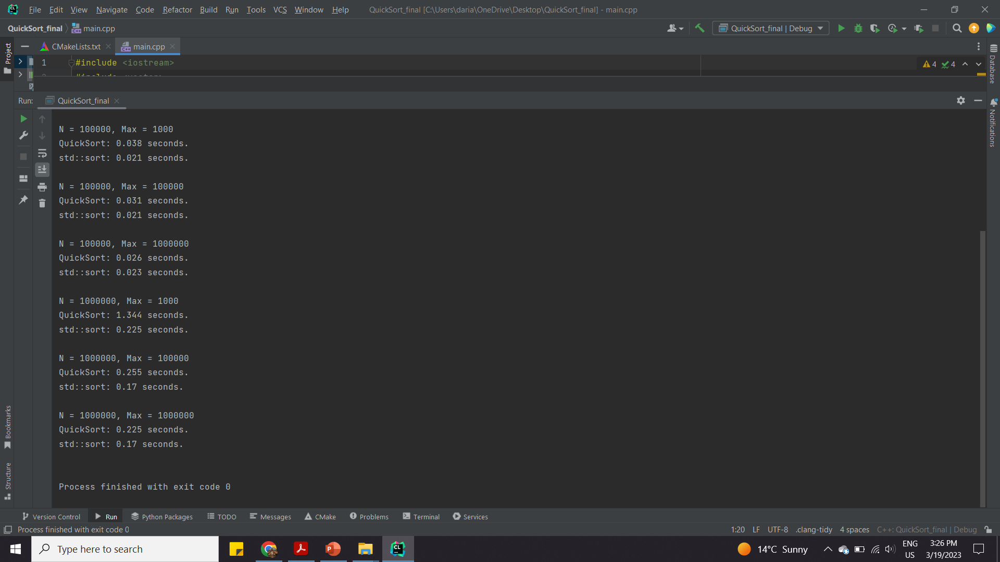 File Edit View Navigate Code Refactor Build Run Tools VCS Window Help QuickSort_final [C:\Users\daria\OneDrive\Desktop\QuickSort_final] - main.cpp
QuickSort_final main.cpp QuickSort_final | Debug
Project
CMakeLists.txt main.cpp
1 #include <iostream>
4 4
Database
Run: QuickSort_final
Notifications
N = 100000, Max = 1000
QuickSort: 0.038 seconds.
std::sort: 0.021 seconds.
N = 100000, Max = 100000
QuickSort: 0.031 seconds.
std::sort: 0.021 seconds.
N = 100000, Max = 1000000
QuickSort: 0.026 seconds.
std::sort: 0.023 seconds.
N = 1000000, Max = 1000
QuickSort: 1.344 seconds.
std::sort: 0.225 seconds.
N = 1000000, Max = 100000
QuickSort: 0.255 seconds.
std::sort: 0.17 seconds.
N = 1000000, Max = 1000000
QuickSort: 0.225 seconds.
std::sort: 0.17 seconds.
Process finished with exit code 0
Bookmarks
Structure
Version Control Run Python Packages TODO Messages CMake Problems Terminal Services
Process finished with exit code 0 1:20 LF UTF-8 .clang-tidy 4 spaces C++: QuickSort_final | Debug
Type here to search 14°C Sunny ENG 3:26 PM
US 3/19/2023